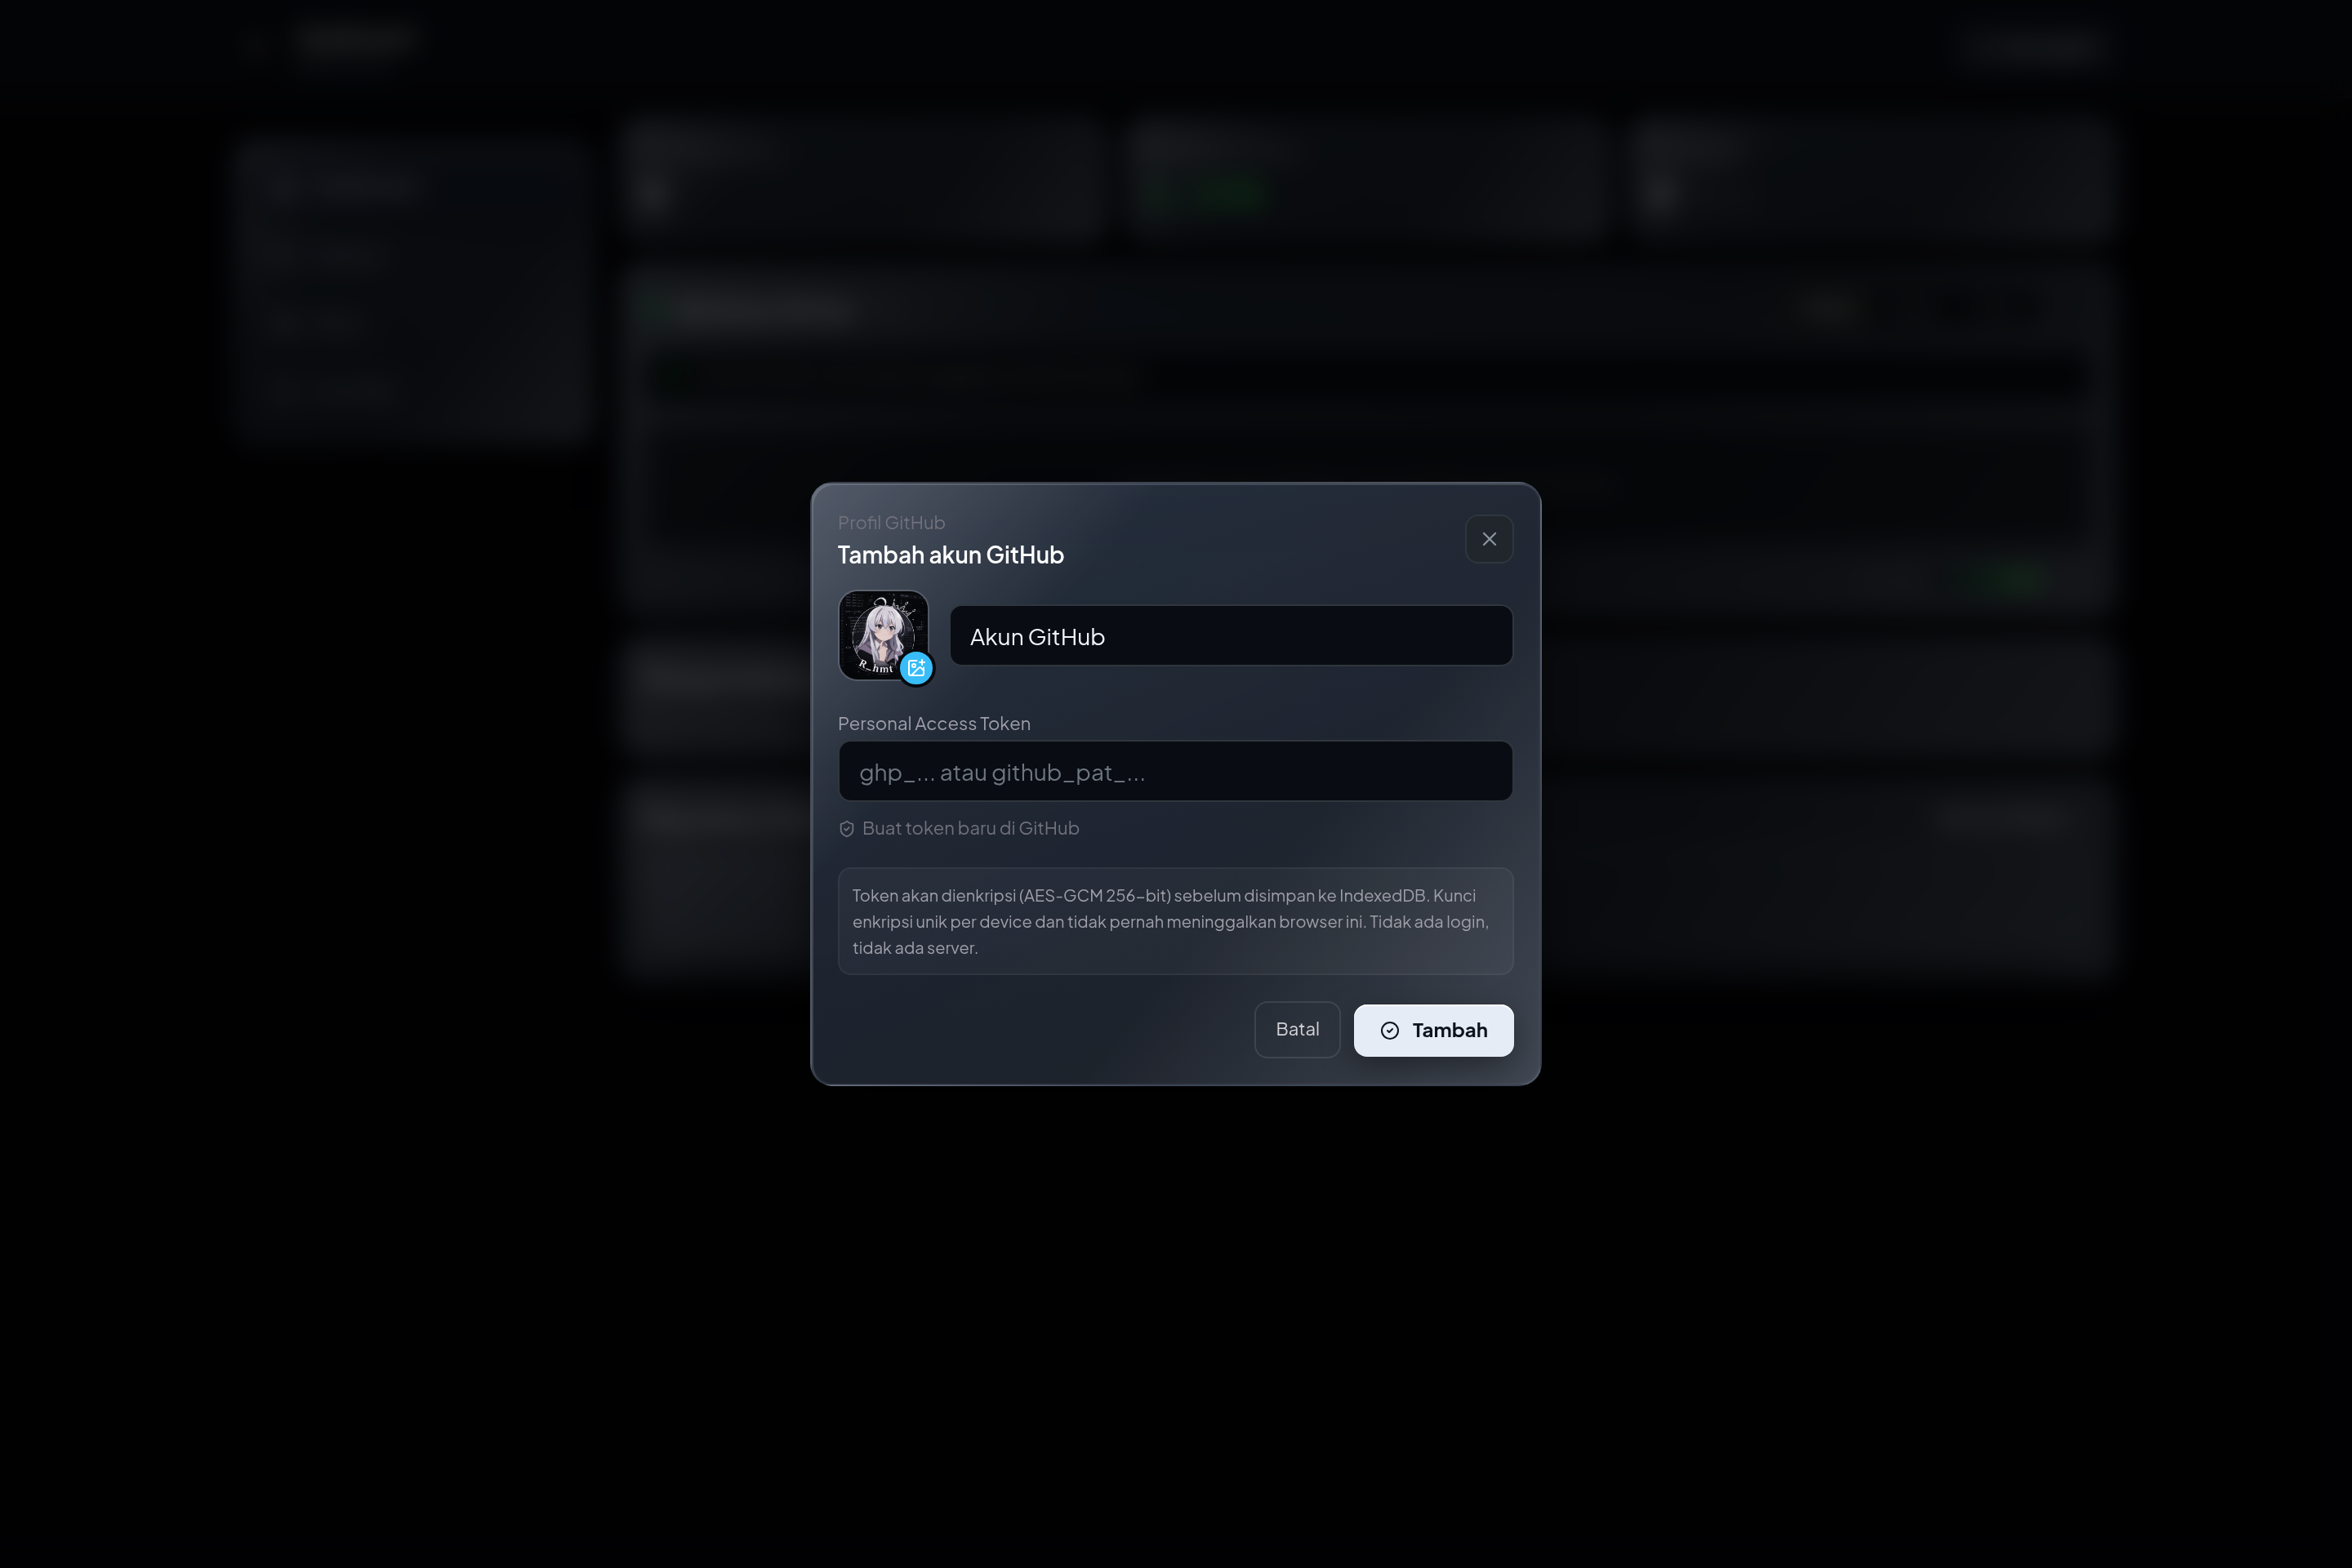 Profil GitHub
Tambah akun GitHub
R_hmt
Akun GitHub
Personal Access Token
ghp_... atau github_pat_...
Buat token baru di GitHub
Token akan dienkripsi (AES-GCM 256-bit) sebelum disimpan ke IndexedDB. Kunci
enkripsi unik per device dan tidak pernah meninggalkan browser ini. Tidak ada login,
tidak ada server.
Batal
Tambah